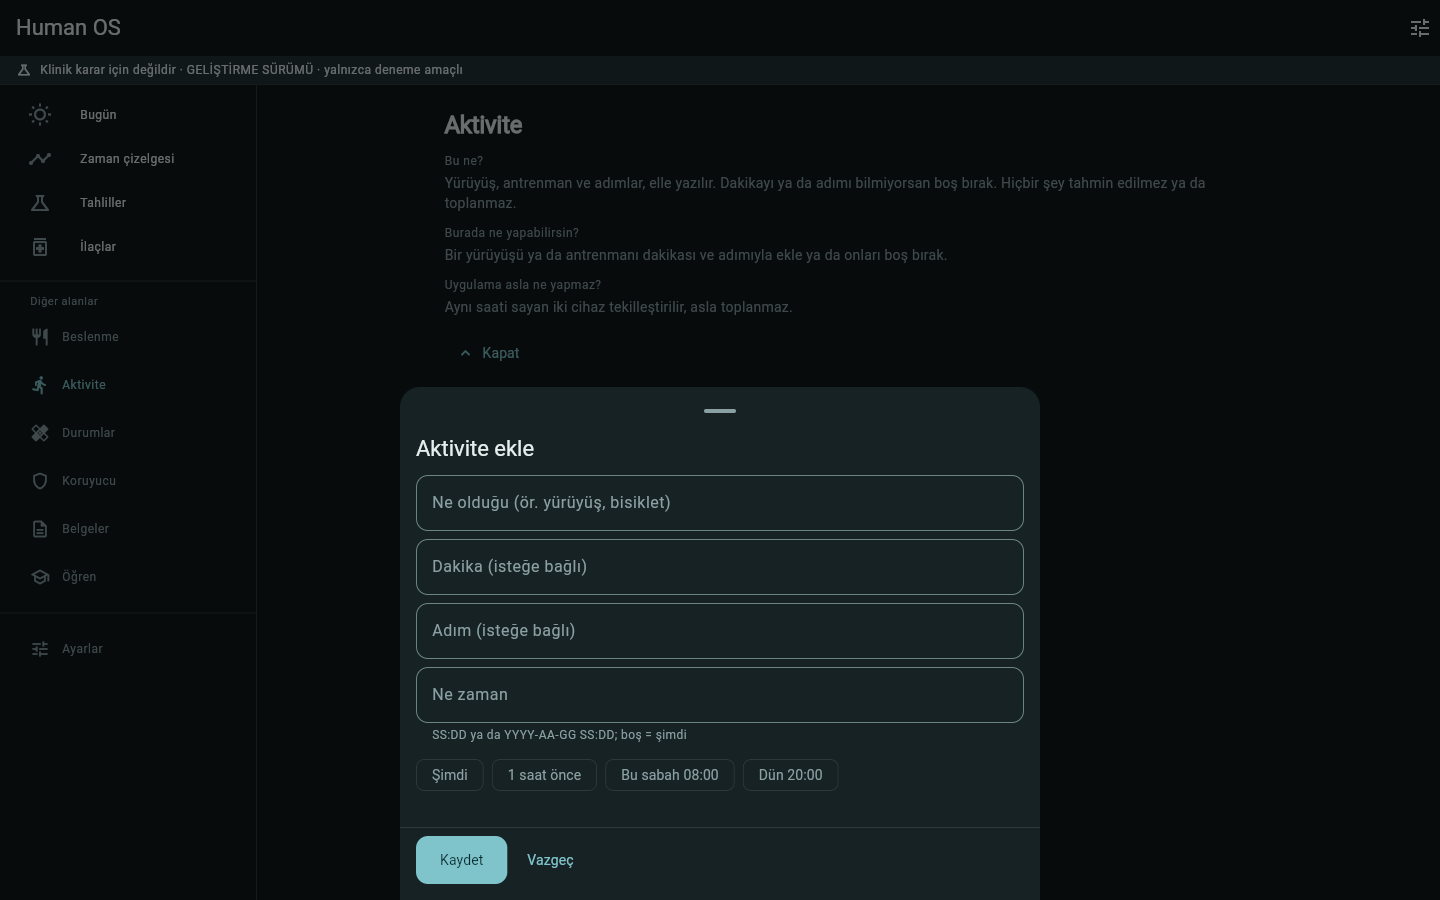 Human OS
Klinik karar için değildir · GELİŞTİRME SÜRÜMÜ · yalnızca deneme amaçlı
Bugün
Zaman çizelgesi
Tahliller
İlaçlar
Diğer alanlar
Beslenme
Aktivite
Durumlar
Koruyucu
Belgeler
Öğren
Ayarlar
Aktivite
Bu ne?
Yürüyüş, antrenman ve adımlar, elle yazılır. Dakikayı ya da adımı bilmiyorsan boş bırak. Hiçbir şey tahmin edilmez ya da
toplanmaz.
Burada ne yapabilirsin?
Bir yürüyüşü ya da antrenmanı dakikası ve adımıyla ekle ya da onları boş bırak.
Uygulama asla ne yapmaz?
Aynı saati sayan iki cihaz tekilleştirilir, asla toplanmaz.
Kapat
Aktivite ekle
Ne olduğu (ör. yürüyüş, bisiklet)
Dakika (isteğe bağlı)
Adım (isteğe bağlı)
Ne zaman
SS:DD ya da YYYY-AA-GG SS:DD; boş = şimdi
Şimdi
1 saat önce
Bu sabah 08:00
Dün 20:00
Kaydet
Vazgeç